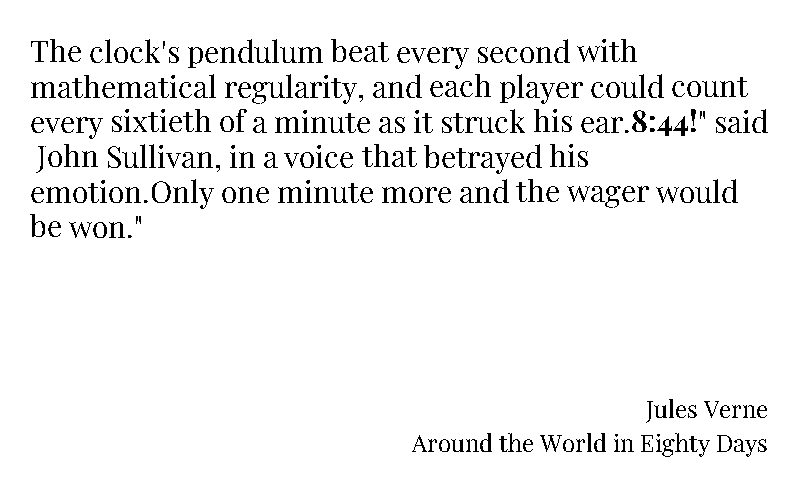 The clock's pendulum beat every second with
mathematical regularity, and each player could count
every sixtieth of a minute as it struck his ear.8:44!" said
John Sullivan, in a voice that betrayed his
emotion.Only one minute more and the wager would
be won."
Jules Verne
Around the World in Eighty Days